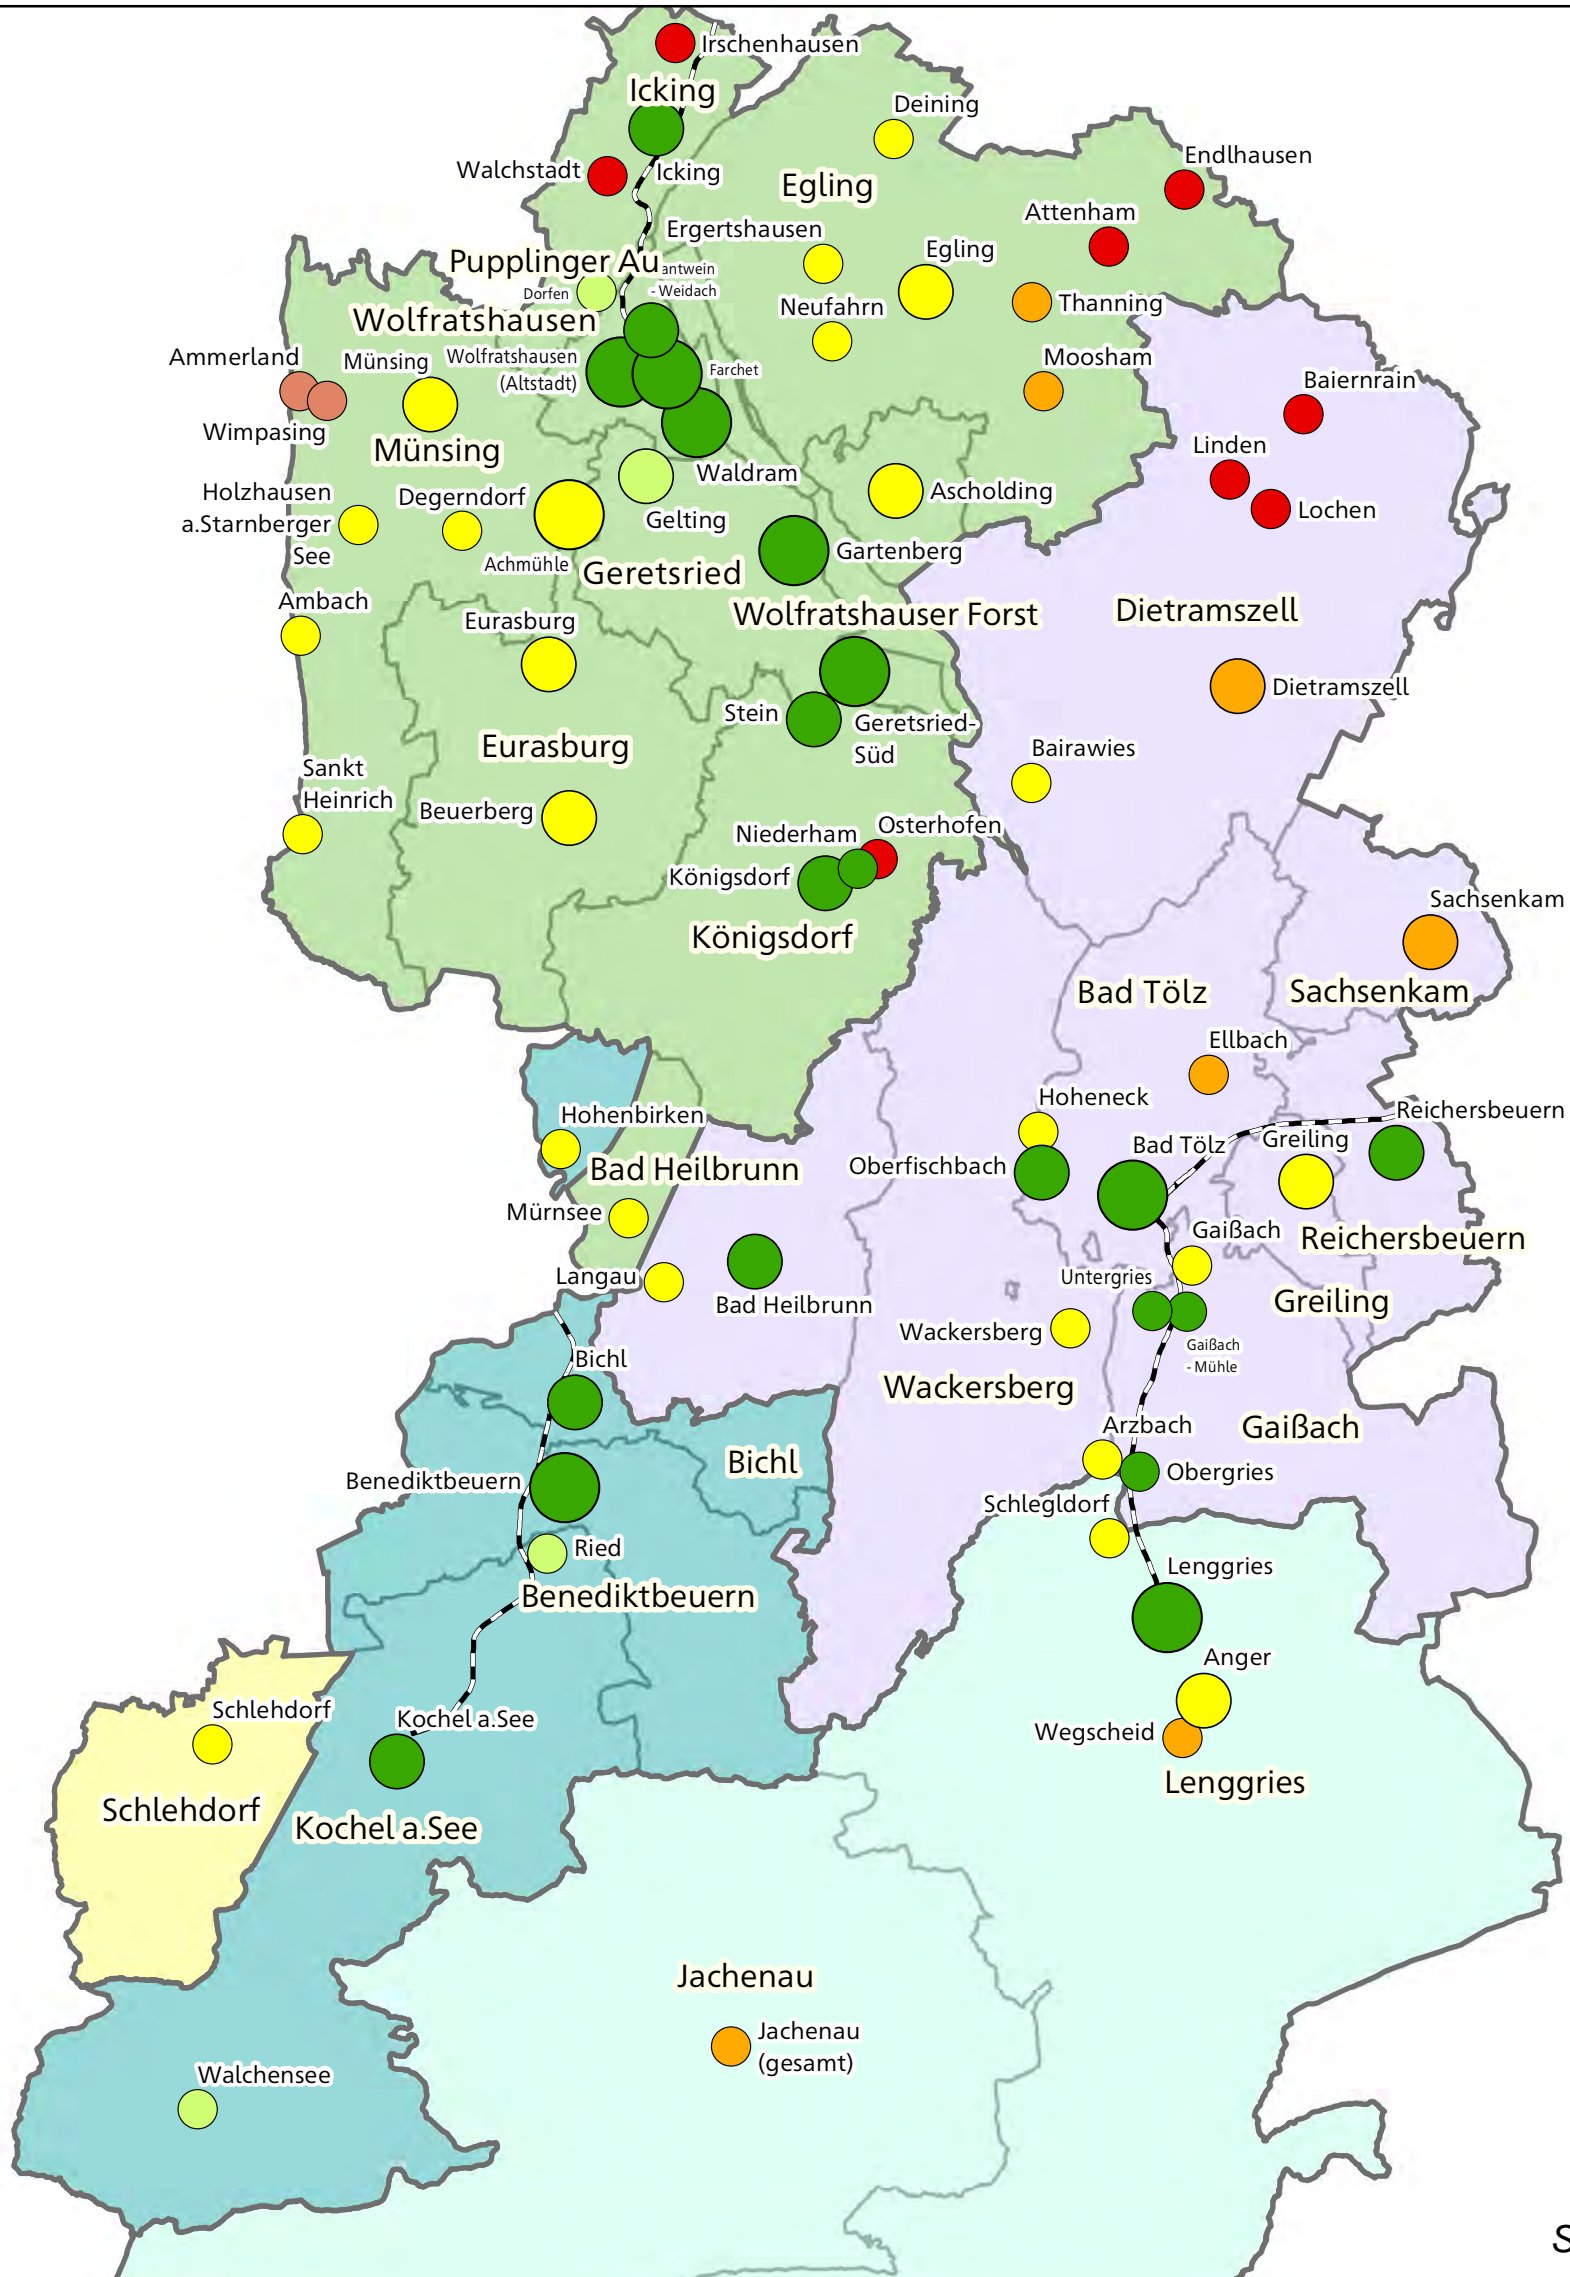 Irschenhausen
Icking
Deining
Walchstadt
Icking
Endlhausen
Egling
Attenham
Ergertshausen
Egling
Pupplinger Au
antwein
- Weidach
Dorfen
Thanning
Neufahrn
Wolfratshausen
Ammerland
Münsing
Wolfratshausen
(Altstadt)
Farchet
Moosham
Baiernrain
Wimpasing
Münsing
Linden
Waldram
Holzhausen
a.Starnberger
See
Degerndorf
Ascholding
Lochen
Gelting
Gartenberg
Achmühle
Geretsried
Ambach
Eurasburg
Wolfratshauser Forst
Dietramszell
Dietramszell
Stein
Geretsried-
Süd
Eurasburg
Bairawies
Sankt
Heinrich
Beuerberg
Niederham
Osterhofen
Königsdorf
Königsdorf
Sachsenkam
Bad Tölz
Sachsenkam
Ellbach
Hohenbirken
Hoheneck
Reichersbeuern
Bad Heilbrunn
Oberfischbach
Bad Tölz
Greiling
Mürnsee
Gaißach
Reichersbeuern
Langau
Untergries
Bad Heilbrunn
Greiling
Wackersberg
Gaißach
- Mühle
Bichl
Wackersberg
Arzbach
Gaißach
Bichl
Obergries
Benediktbeuern
Schlegldorf
Ried
Lenggries
Benediktbeuern
Anger
Schlehdorf
Kochel a.See
Wegscheid
Lenggries
Schlehdorf
Kochel a.See
Jachenau
Jachenau
(gesamt)
Walchensee
S